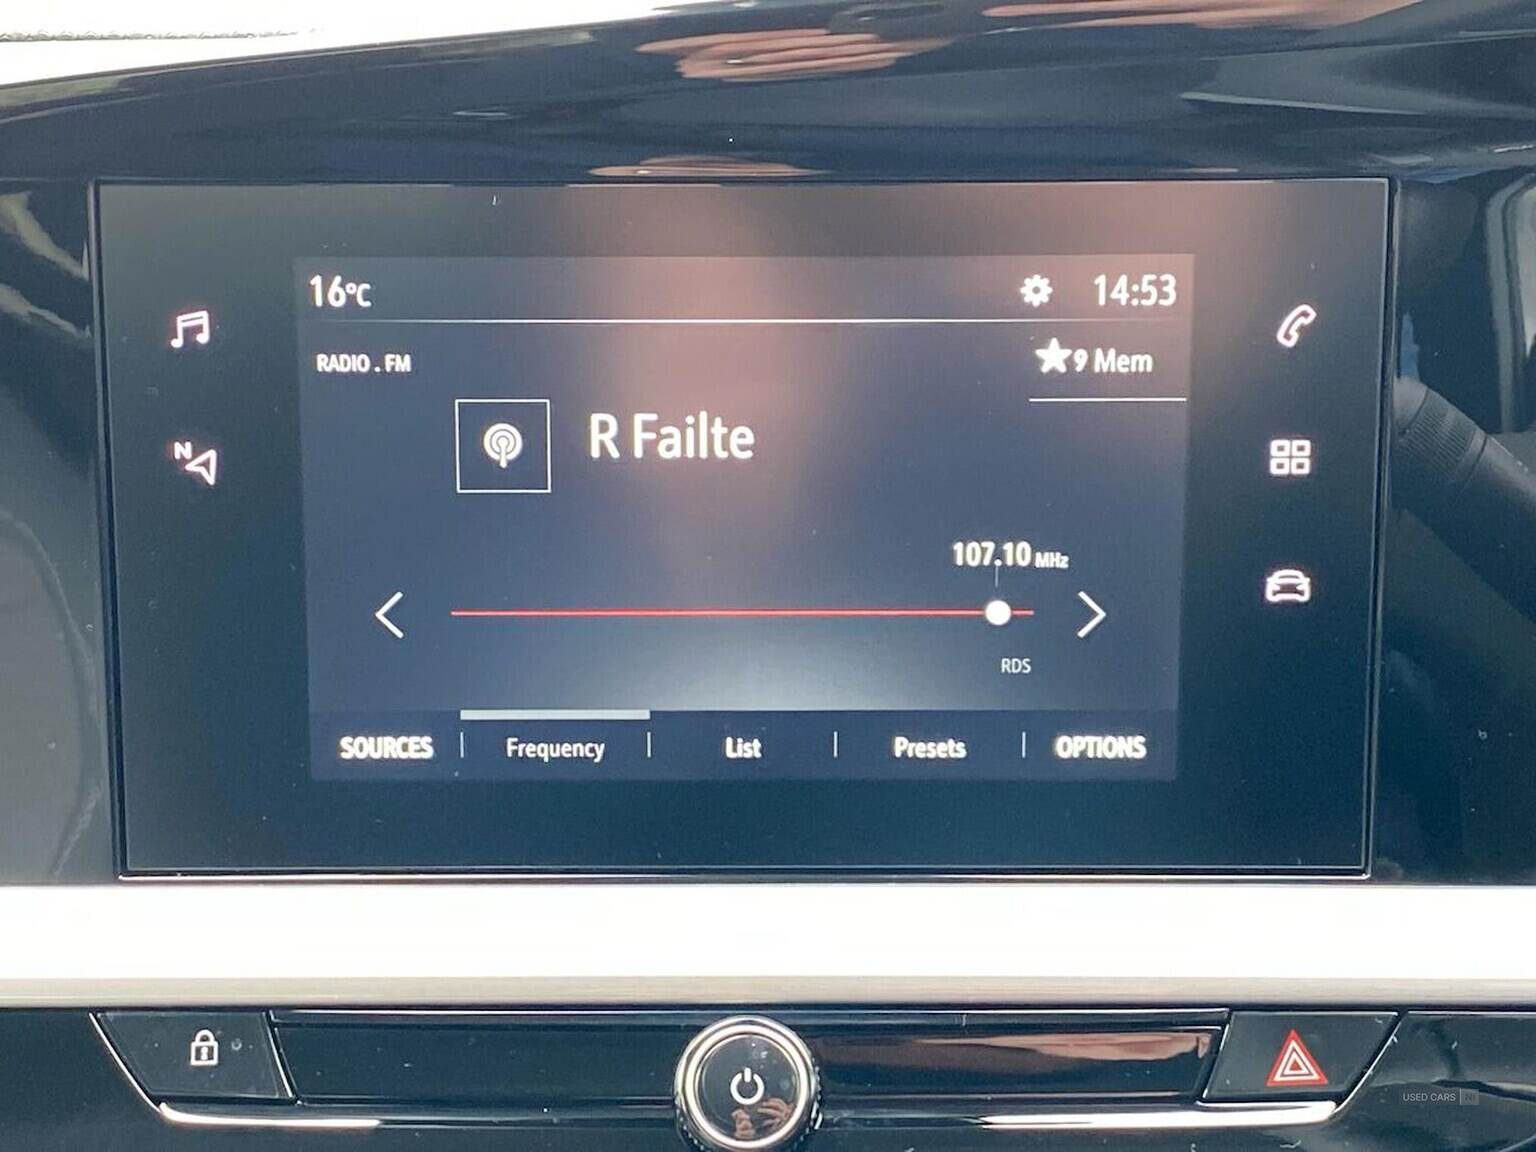 16°C 14:53
RADIO . FM ★9 Mem
R Failte
107.10 MHz
N
RDS
SOURCES | Frequency | List | Presets | OPTIONS
USED CARS NI